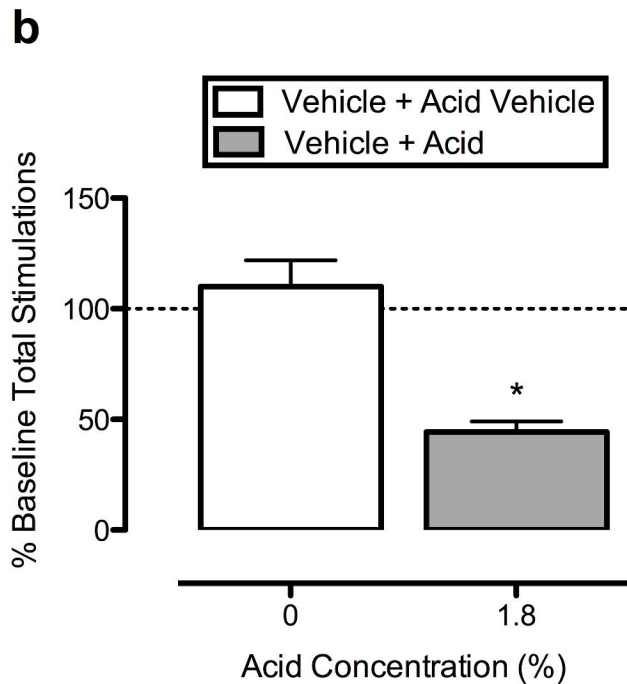 b
Vehicle + Acid Vehicle
Vehicle + Acid
% Baseline Total Stimulations
150
100
50
0
*
0
1.8
Acid Concentration (%)